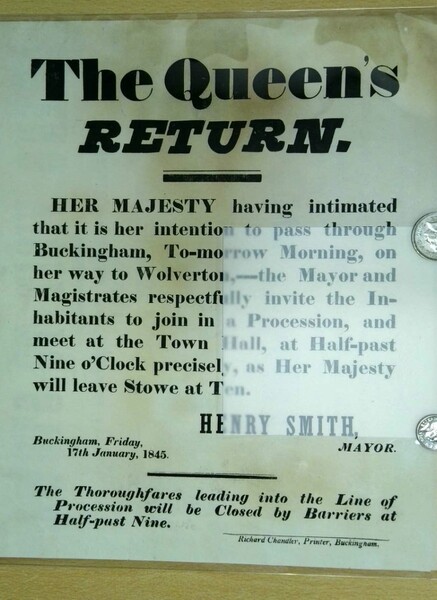 The Queen's
RETURN.
HER MAJESTY having intimated
that it is her intention to pass through
Buckingham, To-morrow Morning, on
her way to Wolverton,—the Mayor and
Magistrates respectfully invite the In-
habitants to join in a Procession, and
meet at the Town Hall, at Half-past
Nine o'Clock precisely, as Her Majesty
will leave Stowe at Ten.
HENRY SMITH,
MAYOR.
Buckingham, Friday,
17th January, 1845.
The Thoroughfares leading into the Line of
Procession will be Closed by Barriers at
Half-past Nine.
Richard Chandler, Printer, Buckingham.